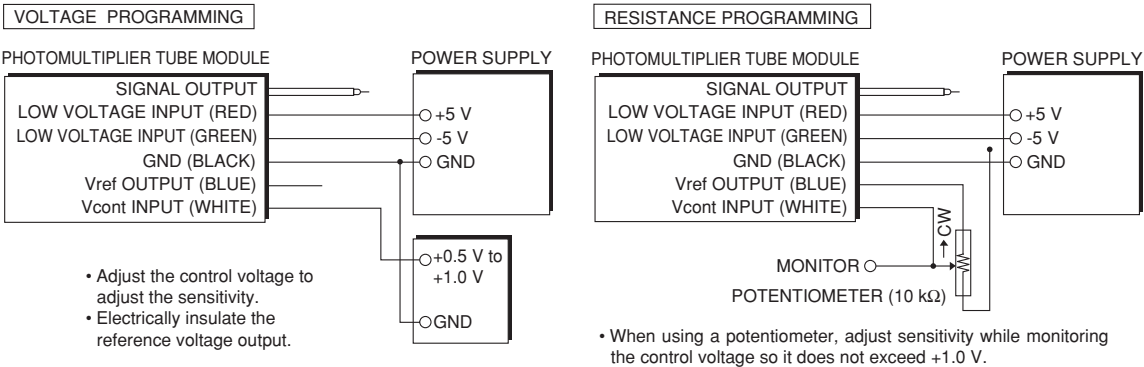 VOLTAGE PROGRAMMING
PHOTOMULTIPLIER TUBE MODULE
POWER SUPPLY
SIGNAL OUTPUT
LOW VOLTAGE INPUT (RED)
LOW VOLTAGE INPUT (GREEN)
GND (BLACK)
Vref OUTPUT (BLUE)
Vcont INPUT (WHITE)
+5 V
-5 V
GND
+0.5 V to
+1.0 V
GND
• Adjust the control voltage to
adjust the sensitivity.
• Electrically insulate the
reference voltage output.
RESISTANCE PROGRAMMING
PHOTOMULTIPLIER TUBE MODULE
POWER SUPPLY
SIGNAL OUTPUT
LOW VOLTAGE INPUT (RED)
LOW VOLTAGE INPUT (GREEN)
GND (BLACK)
Vref OUTPUT (BLUE)
Vcont INPUT (WHITE)
+5 V
-5 V
GND
CW
MONITOR
POTENTIOMETER (10 kΩ)
• When using a potentiometer, adjust sensitivity while monitoring
the control voltage so it does not exceed +1.0 V.